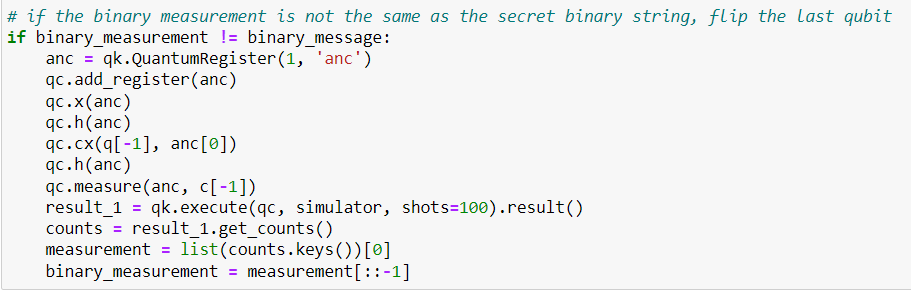 # if the binary measurement is not the same as the secret binary string, flip the last qubit
if binary_measurement != binary_message:
    anc = qk.QuantumRegister(1, 'anc')
    qc.add_register(anc)
    qc.x(anc)
    qc.h(anc)
    qc.cx(q[-1], anc[0])
    qc.h(anc)
    qc.measure(anc, c[-1])
    result_1 = qk.execute(qc, simulator, shots=100).result()
    counts = result_1.get_counts()
    measurement = list(counts.keys())[0]
    binary_measurement = measurement[::-1]